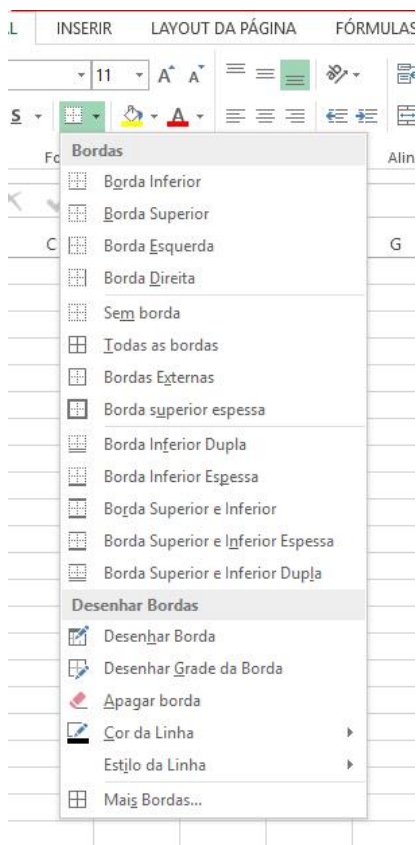 L INSERIR LAYOUT DA PÁGINA FÓRMULAS
11 A A
S A
Fo Alin
C G
Bordas
Borda Inferior
Borda Superior
Borda Esquerda
Borda Direita
Sem borda
Todas as bordas
Bordas Externas
Borda superior espessa
Borda Inferior Dupla
Borda Inferior Espessa
Borda Superior e Inferior
Borda Superior e Inferior Espessa
Borda Superior e Inferior Dupla
Desenhar Bordas
Desenhar Borda
Desenhar Grade da Borda
Apagar borda
Cor da Linha
Estilo da Linha
Mais Bordas...